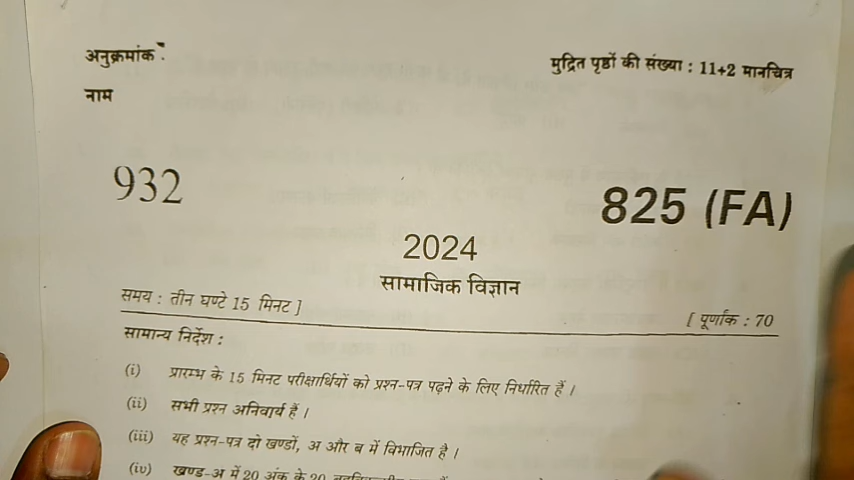 अनुक्रमांक :
मुद्रित पृष्ठों की संख्या : 11+2 मानचित्र
नाम
932
825 (FA)
2024
सामाजिक विज्ञान
समय : तीन घण्टे 15 मिनट ]
[ पूर्णांक : 70
सामान्य निर्देश :
(i) प्रारम्भ के 15 मिनट परीक्षार्थियों को प्रश्न-पत्र पढ़ने के लिए निर्धारित हैं ।
(ii) सभी प्रश्न अनिवार्य हैं ।
(iii) यह प्रश्न-पत्र दो खण्डों, अ और ब में विभाजित है ।
(iv) खण्ड-अ में 20 अंक के 20